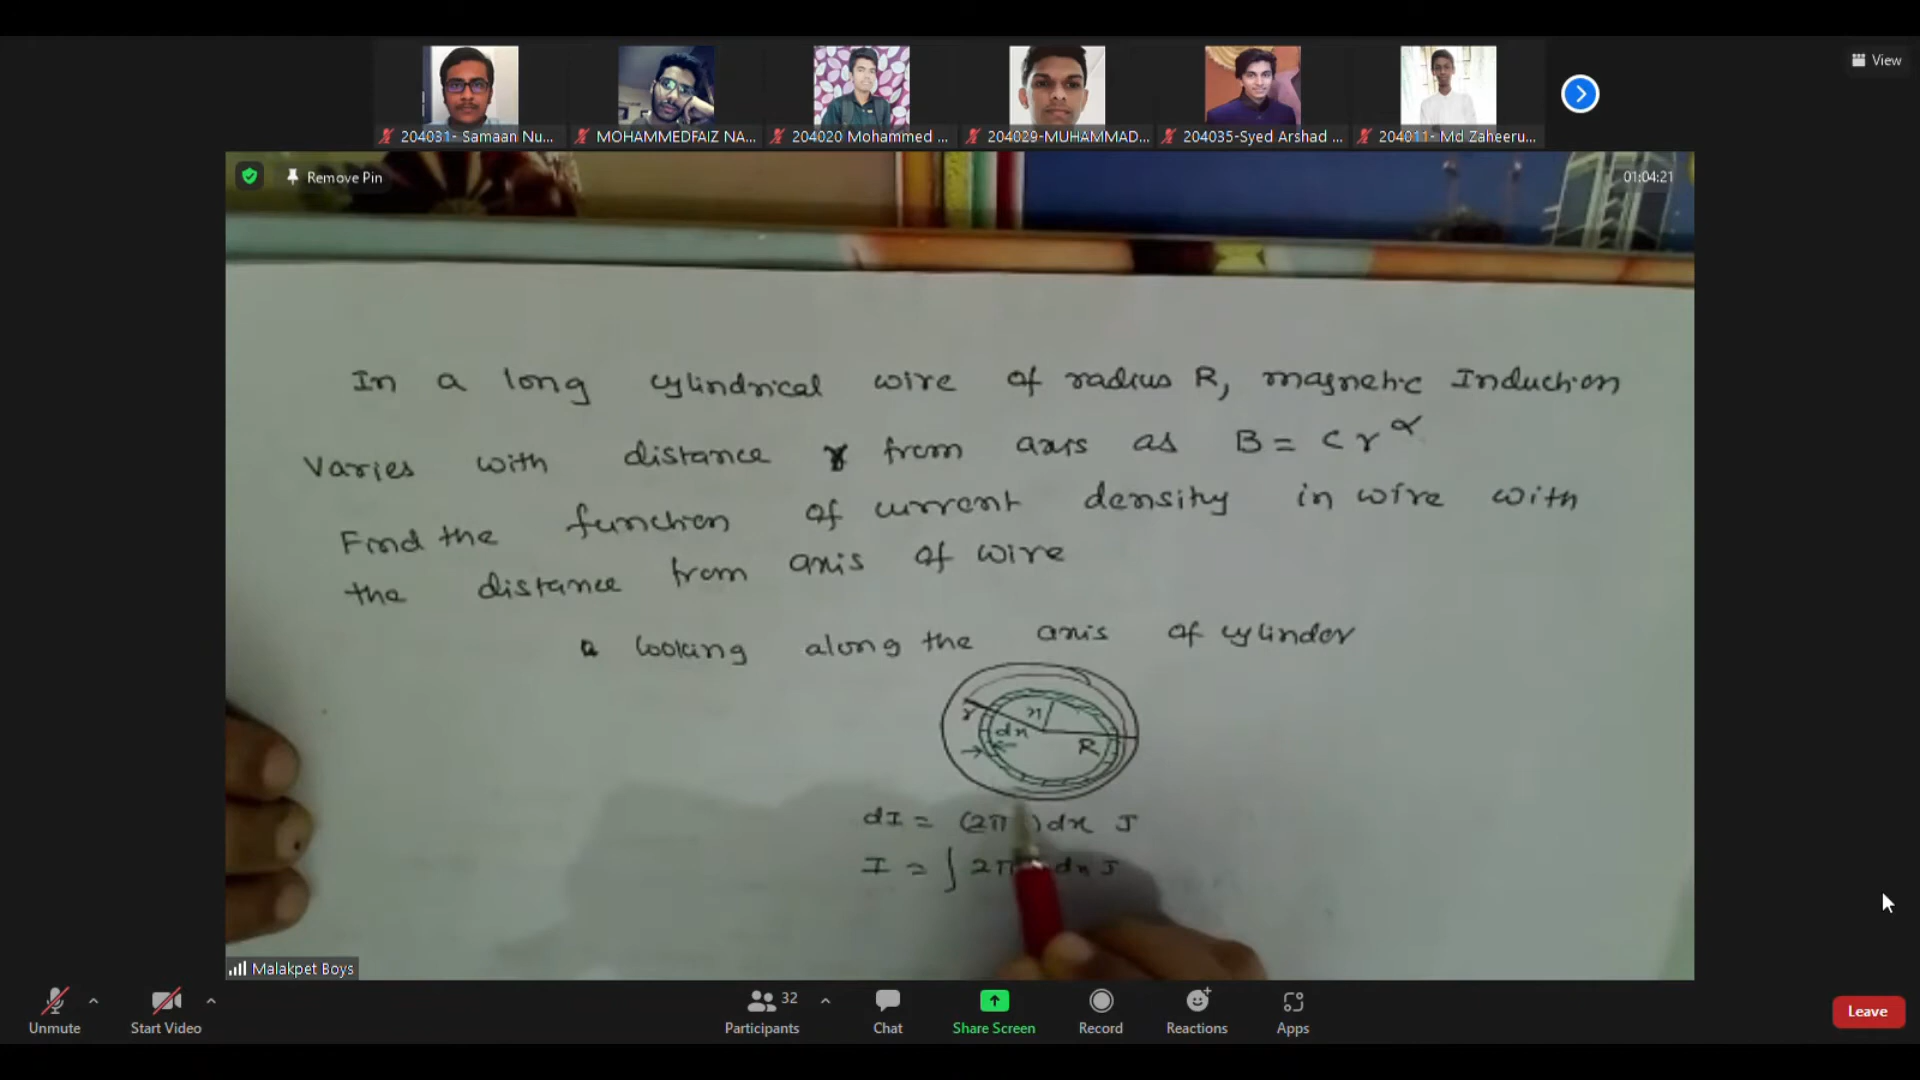 View
204031- Samaan Nu...
MOHAMMEDFAIZ NA...
204020 Mohammed ...
204029-MUHAMMAD...
204035-Syed Arshad ...
204011- Md Zaheeru...
Remove Pin
01:04:21
In a long cylindrical wire of radius R, magnetic Induction
varies with distance r from axis as B = c r^α
Find the function of current density in wire with
the distance from axis of wire
looking along the axis of cylinder
r x
dx R
dI = (2π ) dx J
I = ∫ 2π dx J
Malakpet Boys
Unmute
Start Video
32
Participants
Chat
Share Screen
Record
Reactions
Apps
Leave